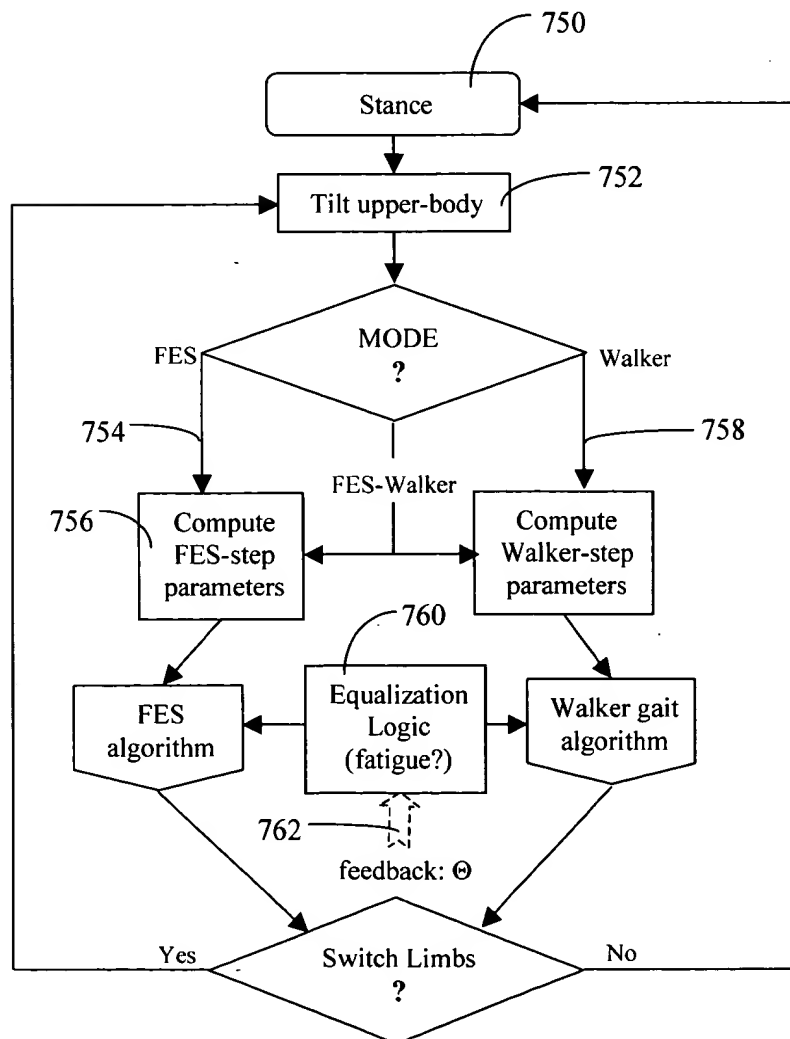 750
Stance
752
Tilt upper-body
MODE
?
FES
Walker
754
758
FES-Walker
756
Compute
FES-step
parameters
Compute
Walker-step
parameters
760
FES
algorithm
Equalization
Logic
(fatigue?)
Walker gait
algorithm
762
feedback: Θ
Yes
Switch Limbs
?
No